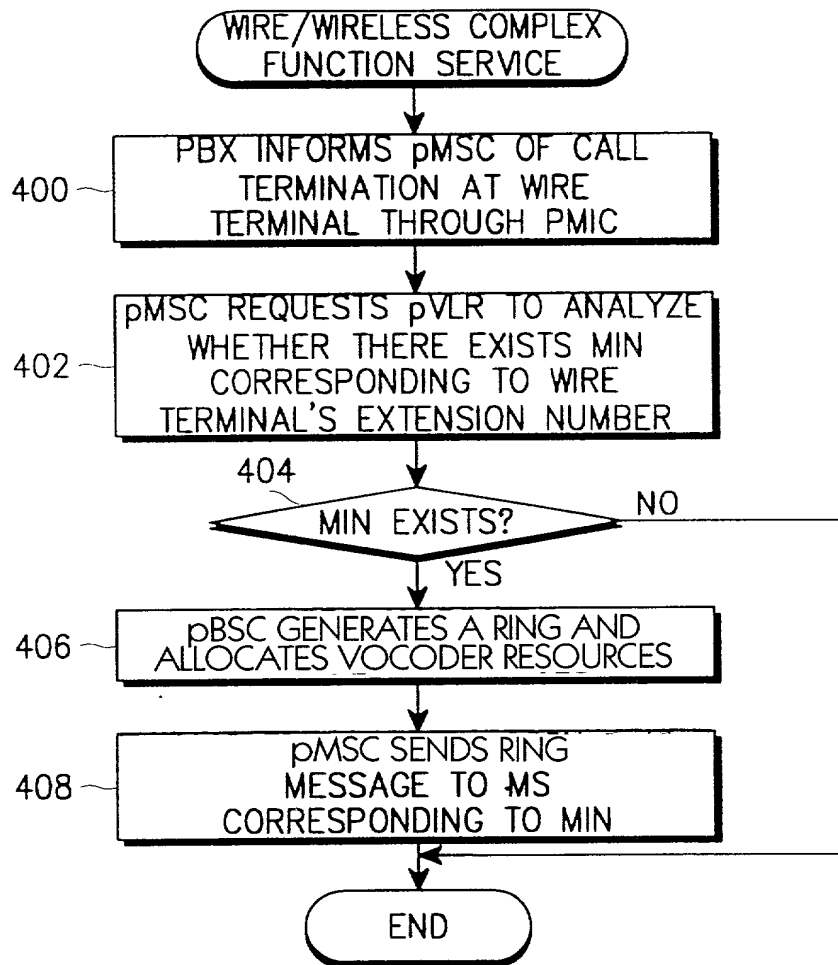 WIRE/WIRELESS COMPLEX
FUNCTION SERVICE
PBX INFORMS pMSC OF CALL
TERMINATION AT WIRE
TERMINAL THROUGH PMIC
400
pMSC REQUESTS pVLR TO ANALYZE
WHETHER THERE EXISTS MIN
CORRESPONDING TO WIRE
TERMINAL'S EXTENSION NUMBER
402
404
MIN EXISTS?
NO
YES
pBSC GENERATES A RING AND
ALLOCATES VOCODER RESOURCES
406
pMSC SENDS RING
MESSAGE TO MS
CORRESPONDING TO MIN
408
END